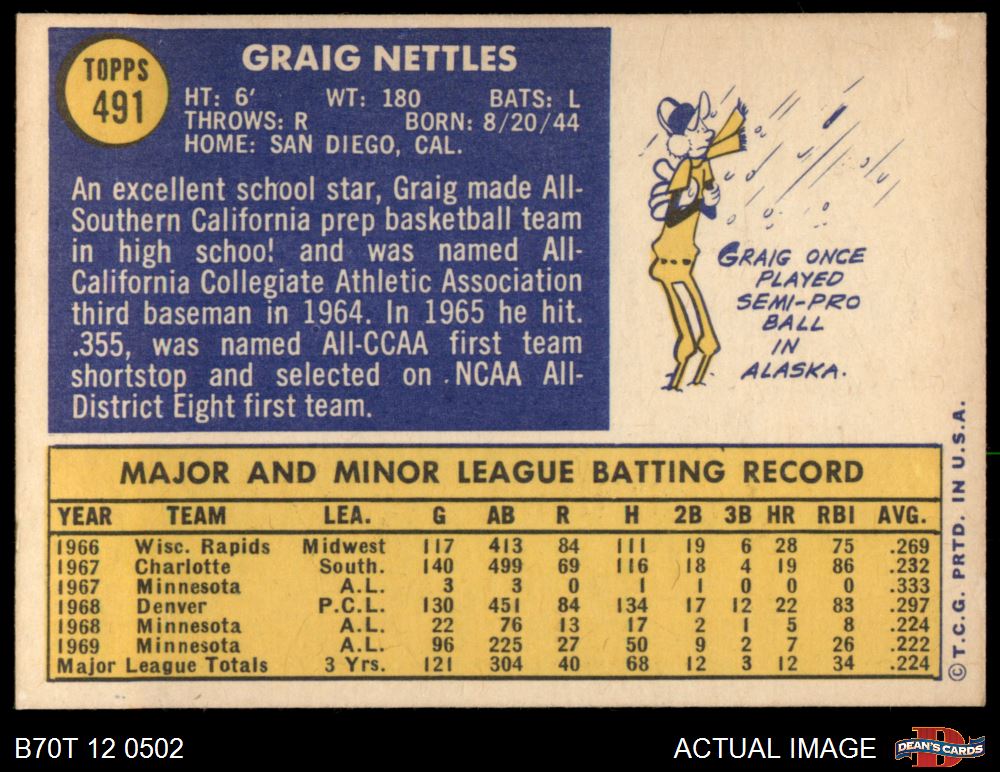 TOPPS
491
GRAIG NETTLES
HT: 6' WT: 180 BATS: L
THROWS: R BORN: 8/20/44
HOME: SAN DIEGO, CAL.
An excellent school star, Graig made All-
Southern California prep basketball team
in high school and was named All-
California Collegiate Athletic Association
third baseman in 1964. In 1965 he hit.
.355, was named All-CCAA first team
shortstop and selected on .NCAA All-
District Eight first team.
GRAIG ONCE
PLAYED
SEMI-PRO
BALL
IN
ALASKA.
MAJOR AND MINOR LEAGUE BATTING RECORD
YEAR TEAM LEA. G AB R H 2B 3B HR RBI AVG.
1966 Wisc. Rapids Midwest 117 413 84 111 19 6 28 75 .269
1967 Charlotte South. 140 499 69 116 18 4 19 86 .232
1967 Minnesota A.L. 3 3 0 1 1 0 0 0 .333
1968 Denver P.C.L. 130 451 84 134 17 12 22 83 .297
1968 Minnesota A.L. 22 76 13 17 2 1 5 8 .224
1969 Minnesota A.L. 96 225 27 50 9 2 7 26 .222
Major League Totals 3 Yrs. 121 304 40 68 12 3 12 34 .224
© T.C.G. PRTD. IN U.S.A.
B70T 12 0502
ACTUAL IMAGE
D
DEAN'S CARDS